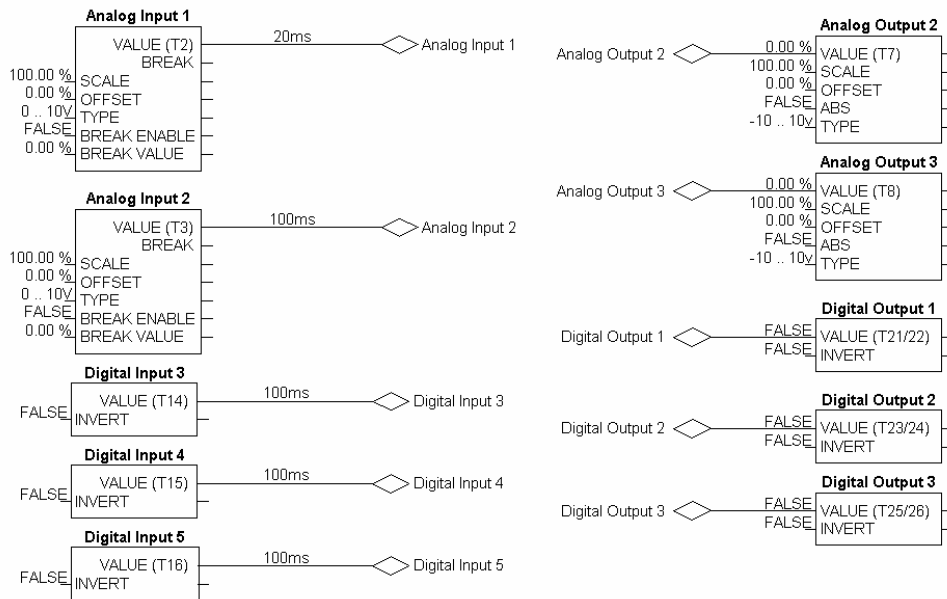 Analog Input 1
VALUE (T2)
20ms
Analog Input 1
BREAK
100.00 %
SCALE
0.00 %
OFFSET
0 .. 10V
TYPE
FALSE
BREAK ENABLE
0.00 %
BREAK VALUE
Analog Input 2
VALUE (T3)
100ms
Analog Input 2
BREAK
100.00 %
SCALE
0.00 %
OFFSET
0 .. 10V
TYPE
FALSE
BREAK ENABLE
0.00 %
BREAK VALUE
Digital Input 3
VALUE (T14)
100ms
Digital Input 3
FALSE
INVERT
Digital Input 4
VALUE (T15)
100ms
Digital Input 4
FALSE
INVERT
Digital Input 5
VALUE (T16)
100ms
Digital Input 5
FALSE
INVERT
Analog Output 2
Analog Output 2
0.00 %
VALUE (T7)
100.00 %
SCALE
0.00 %
OFFSET
FALSE
ABS
-10 .. 10v
TYPE
Analog Output 3
Analog Output 3
0.00 %
VALUE (T8)
100.00 %
SCALE
0.00 %
OFFSET
FALSE
ABS
-10 .. 10v
TYPE
Digital Output 1
Digital Output 1
FALSE
VALUE (T21/22)
FALSE
INVERT
Digital Output 2
Digital Output 2
FALSE
VALUE (T23/24)
FALSE
INVERT
Digital Output 3
Digital Output 3
FALSE
VALUE (T25/26)
FALSE
INVERT